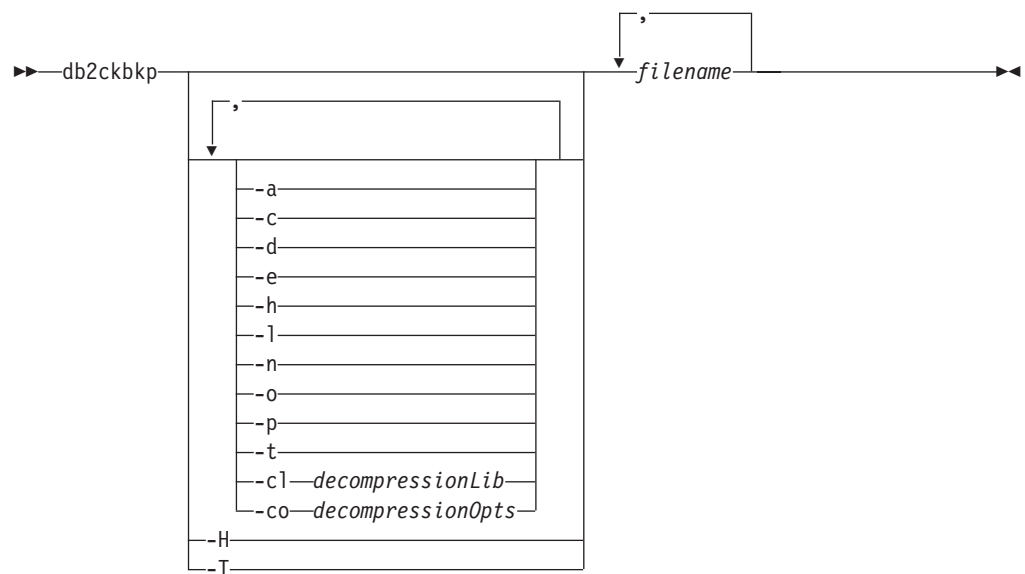 ,
db2ckbkp filename
,
-a
-c
-d
-e
-h
-l
-n
-o
-p
-t
-cl decompressionLib
-co decompressionOpts
-H
-T